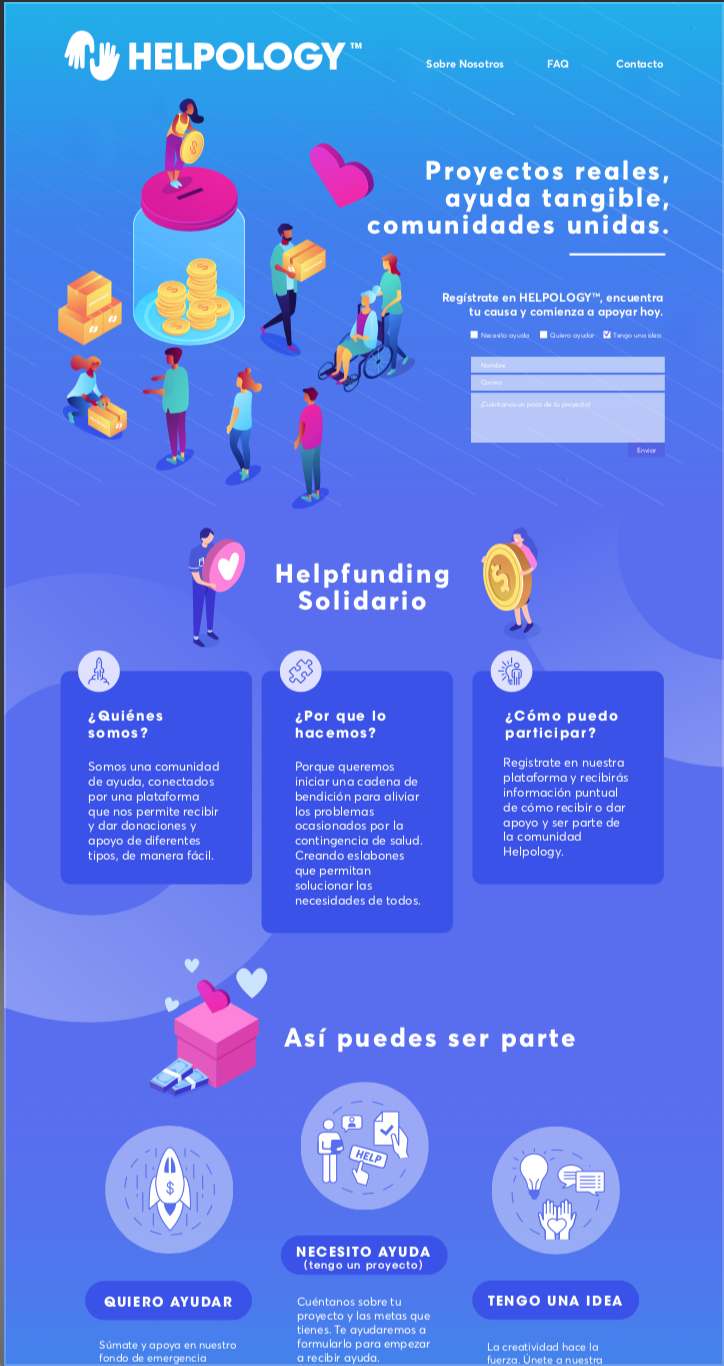 HELPOLOGY™
Sobre Nosotros
FAQ
Contacto
Proyectos reales,
ayuda tangible,
comunidades unidas.
Regístrate en HELPOLOGY™, encuentra
tu causa y comienza a apoyar hoy.
Necesito ayuda
Quiero ayudar
Tengo una idea
Nombre
Correo
¡Cuéntanos un poco de tu proyecto!
Enviar
Helpfunding
Solidario
¿Quiénes
somos?
Somos una comunidad
de ayuda, conectados
por una plataforma
que nos permite recibir
y dar donaciones y
apoyo de diferentes
tipos, de manera fácil.
¿Por que lo
hacemos?
Porque queremos
iniciar una cadena de
bendición para aliviar
los problemas
ocasionados por la
contingencia de salud.
Creando eslabones
que permitan
solucionar las
necesidades de todos.
¿Cómo puedo
participar?
Registrate en nuestra
plataforma y recibirás
información puntual
de cómo recibir o dar
apoyo y ser parte de
la comunidad
Helpology.
Así puedes ser parte
HELP
QUIERO AYUDAR
Súmate y apoya en nuestro
fondo de emergencia
NECESITO AYUDA
(tengo un proyecto)
Cuéntanos sobre tu
proyecto y las metas que
tienes. Te ayudaremos a
formularlo para empezar
a recibir ayuda.
TENGO UNA IDEA
La creatividad hace la
fuerza. Únete a nuestra